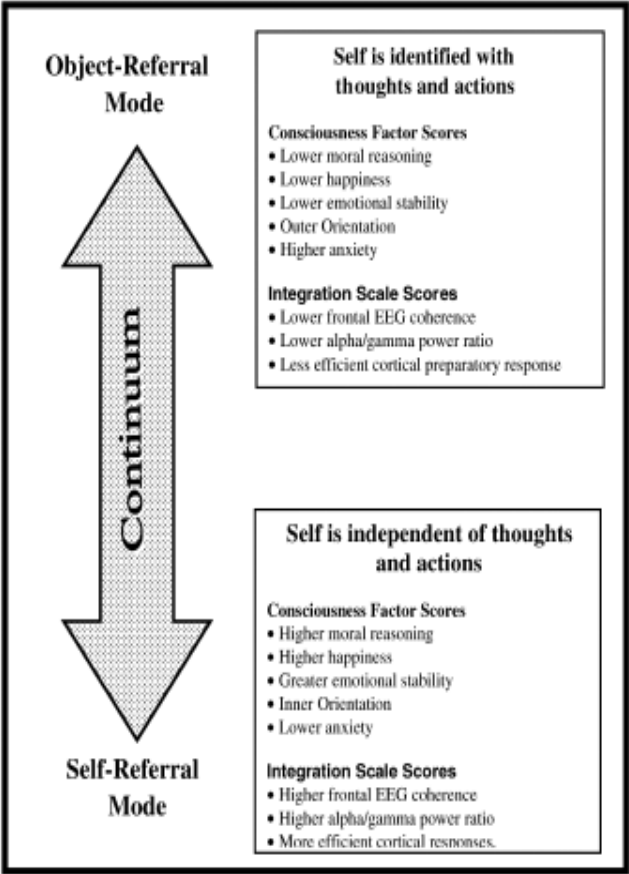 Object-Referral
Mode
Continuum
Self-Referral
Mode
Self is identified with
thoughts and actions
Consciousness Factor Scores
• Lower moral reasoning
• Lower happiness
• Lower emotional stability
• Outer Orientation
• Higher anxiety
Integration Scale Scores
• Lower frontal EEG coherence
• Lower alpha/gamma power ratio
• Less efficient cortical preparatory response
Self is independent of thoughts
and actions
Consciousness Factor Scores
• Higher moral reasoning
• Higher happiness
• Greater emotional stability
• Inner Orientation
• Lower anxiety
Integration Scale Scores
• Higher frontal EEG coherence
• Higher alpha/gamma power ratio
• More efficient cortical responses.